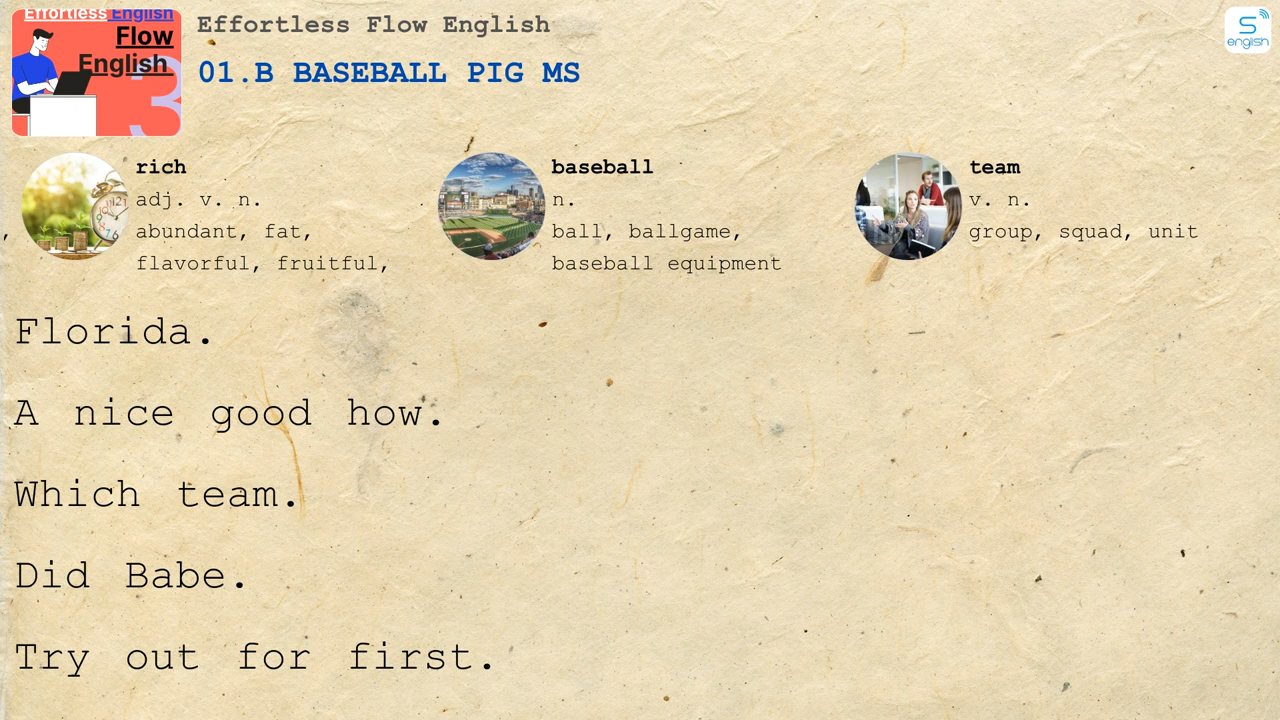 Effortless English
Flow
English
3
Effortless Flow English
01.B BASEBALL PIG MS
S
english
rich
adj. v. n.
abundant, fat,
flavorful, fruitful,
baseball
n.
ball, ballgame,
baseball equipment
team
v. n.
group, squad, unit
,
Florida.
A nice good how.
Which team.
Did Babe.
Try out for first.